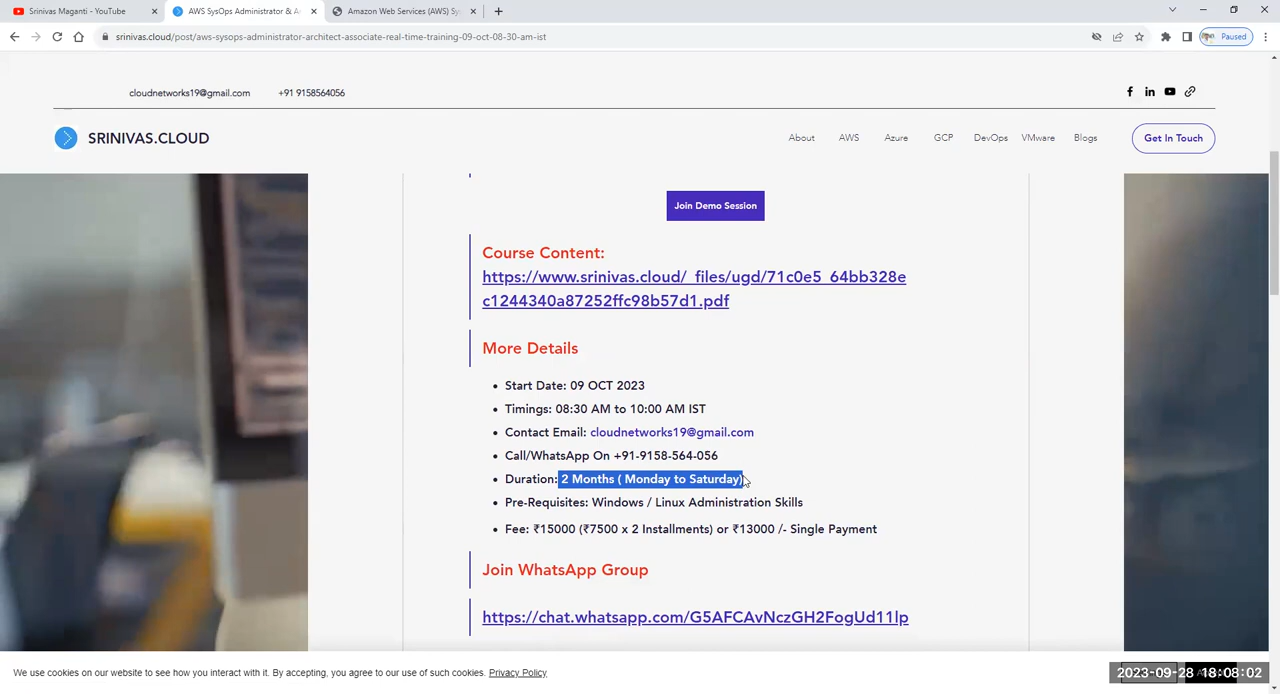 Srinivas Maganti - YouTube
AWS SysOps Administrator & A
Amazon Web Services (AWS) Sy
srinivas.cloud/post/aws-sysops-administrator-architect-associate-real-time-training-09-oct-08-30-am-ist
Paused
cloudnetworks19@gmail.com +91 9158564056
SRINIVAS.CLOUD
About AWS Azure GCP DevOps VMware Blogs Get In Touch
Join Demo Session
Course Content:
https://www.srinivas.cloud/_files/ugd/71c0e5_64bb328e
c1244340a87252ffc98b57d1.pdf
More Details
• Start Date: 09 OCT 2023
• Timings: 08:30 AM to 10:00 AM IST
• Contact Email: cloudnetworks19@gmail.com
• Call/WhatsApp On +91-9158-564-056
• Duration: 2 Months ( Monday to Saturday)
• Pre-Requisites: Windows / Linux Administration Skills
• Fee: ₹15000 (₹7500 x 2 Installments) or ₹13000 /- Single Payment
Join WhatsApp Group
https://chat.whatsapp.com/G5AFCAvNczGH2FogUd11lp
We use cookies on our website to see how you interact with it. By accepting, you agree to our use of such cookies. Privacy Policy
2023-09-28 18:08:02